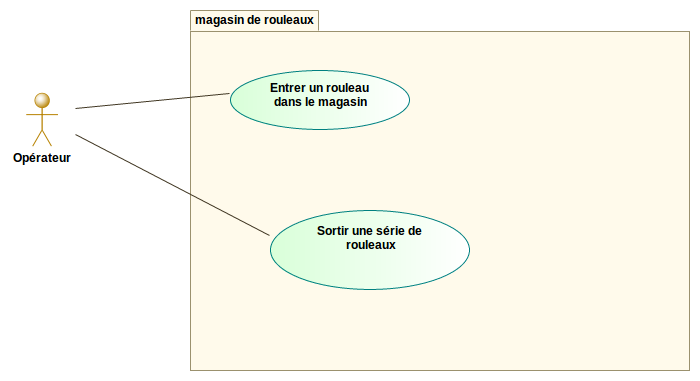 magasin de rouleaux
Entrer un rouleau
dans le magasin
Opérateur
Sortir une série de
rouleaux